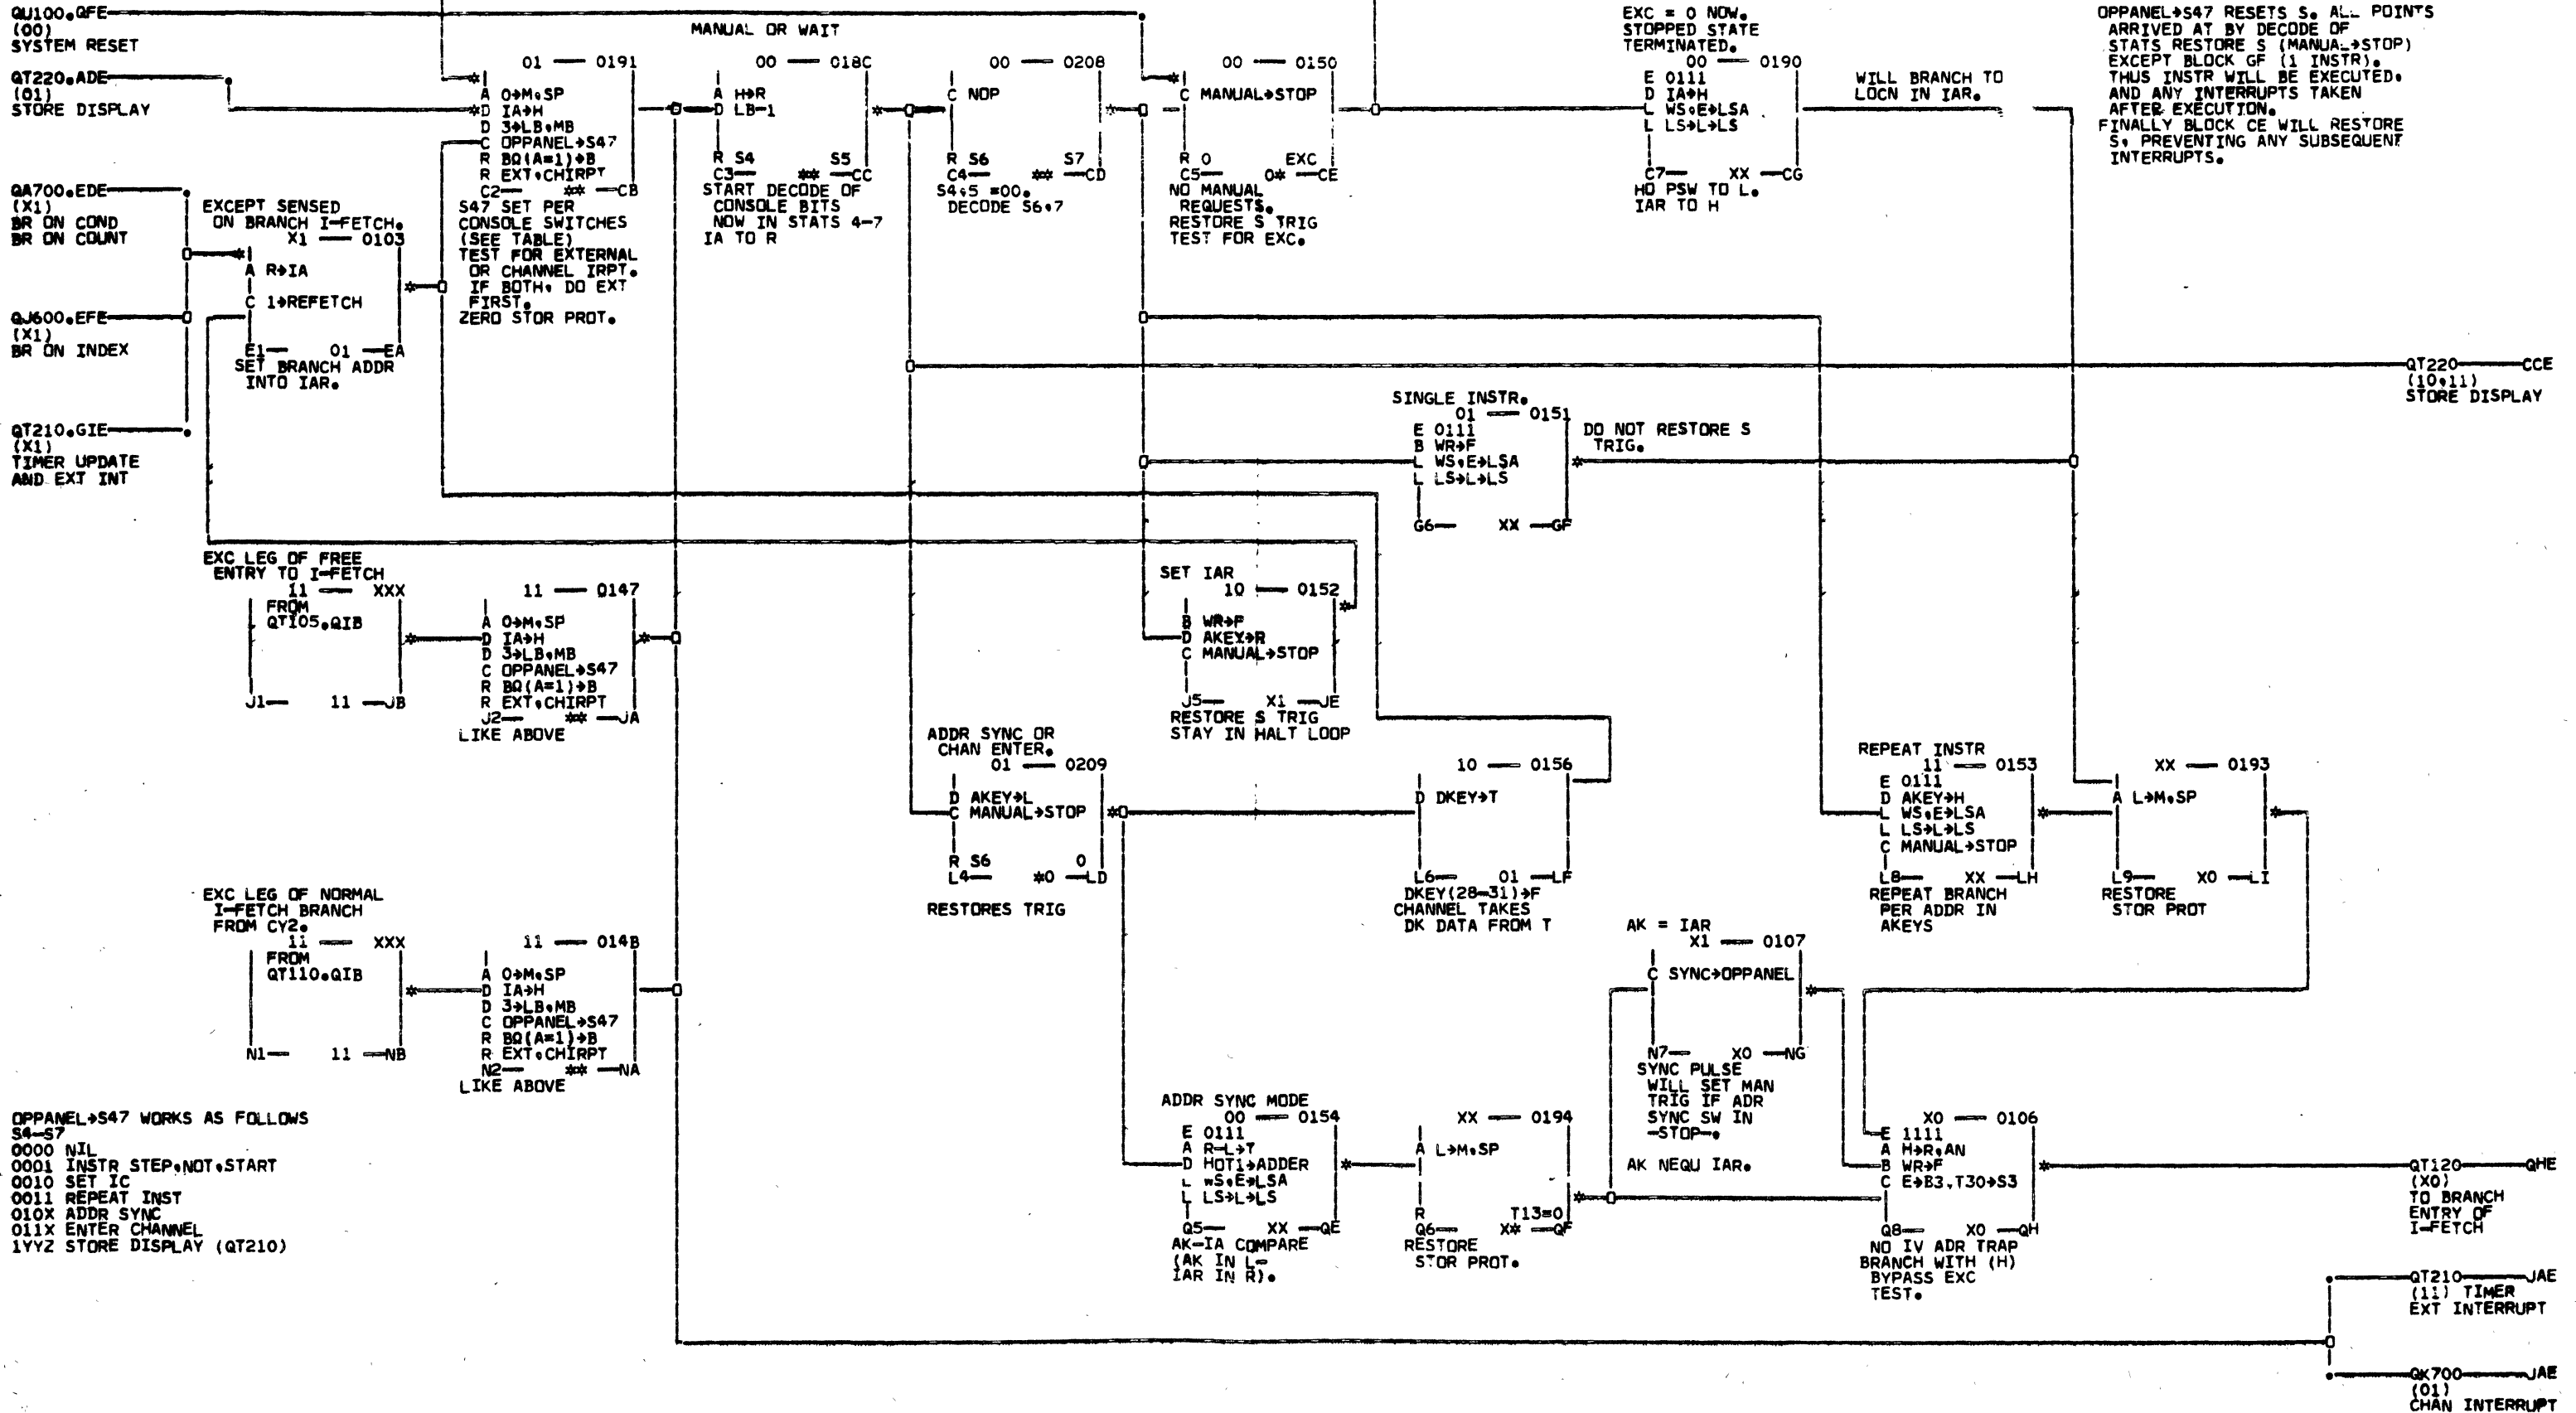 QU100.QFE
(00)
SYSTEM RESET
QT220.ADE
(01)
STORE DISPLAY
QA700.EDE
(X1)
BR ON COND
BR ON COUNT
QJ600.EFE
(X1)
BR ON INDEX
QT210.GIE
(X1)
TIMER UPDATE
AND EXT INT
EXCEPT SENSED
ON BRANCH I-FETCH.
X1 — 0103
A R→IA
C 1→REFETCH
E1— 01 —EA
SET BRANCH ADDR
INTO IAR.
01 — 0191
A 0→M,SP
D IA→H
D 3→LB,MB
C OPPANEL→S47
R BΩ(A=1)→B
R EXT,CHIRPT
C2— ** —CB
S47 SET PER
CONSOLE SWITCHES
(SEE TABLE)
TEST FOR EXTERNAL
OR CHANNEL IRPT.
IF BOTH, DO EXT
FIRST.
ZERO STOR PROT.
MANUAL OR WAIT
00 — 018C
A H→R
D LB-1
R S4 S5
C3— ** —CC
START DECODE OF
CONSOLE BITS
NOW IN STATS 4-7
IA TO R
00 — 0208
C NOP
R S6 S7
C4— ** —CD
S4,5 =00.
DECODE S6,7
00 — 0150
C MANUAL→STOP
R 0 EXC
C5— 0* —CE
NO MANUAL
REQUESTS.
RESTORE S TRIG
TEST FOR EXC.
EXC = 0 NOW.
STOPPED STATE
TERMINATED.
00 — 0190
E 0111
D IA→H
L WS,E→LSA
L LS→L→LS
C7— XX —CG
HO PSW TO L.
IAR TO H
WILL BRANCH TO
LOCN IN IAR.
OPPANEL→S47 RESETS S. ALL POINTS
ARRIVED AT BY DECODE OF
STATS RESTORE S (MANUAL→STOP)
EXCEPT BLOCK GF (1 INSTR).
THUS INSTR WILL BE EXECUTED.
AND ANY INTERRUPTS TAKEN
AFTER EXECUTION.
FINALLY BLOCK CE WILL RESTORE
S, PREVENTING ANY SUBSEQUENT
INTERRUPTS.
QT220 — CCE
(10,11)
STORE DISPLAY
SINGLE INSTR.
01 — 0151
E 0111
B WR→F
L WS,E→LSA
L LS→L→LS
G6— XX —GF
DO NOT RESTORE S
TRIG.
EXC LEG OF FREE
ENTRY TO I-FETCH
11 — XXX
FROM
QT105.QIB
J1— 11 —JB
11 — 0147
A 0→M,SP
D IA→H
D 3→LB,MB
C OPPANEL→S47
R BΩ(A=1)→B
R EXT,CHIRPT
J2— ** —JA
LIKE ABOVE
SET IAR
10 — 0152
B WR→F
D AKEY→R
C MANUAL→STOP
J5— X1 —JE
RESTORE S TRIG
STAY IN HALT LOOP
ADDR SYNC OR
CHAN ENTER.
01 — 0209
D AKEY→L
C MANUAL→STOP
R S6 0
L4— *0 —LD
RESTORES TRIG
10 — 0156
D DKEY→T
L6— 01 —LF
DKEY(28-31)→F
CHANNEL TAKES
DK DATA FROM T
REPEAT INSTR
11 — 0153
E 0111
D AKEY→H
L WS,E→LSA
L LS→L→LS
C MANUAL→STOP
L8— XX —LH
REPEAT BRANCH
PER ADDR IN
AKEYS
XX — 0193
A L→M,SP
L9— X0 —LI
RESTORE
STOR PROT
EXC LEG OF NORMAL
I-FETCH BRANCH
FROM CY2.
11 — XXX
FROM
QT110.QIB
N1— 11 —NB
11 — 014B
A 0→M,SP
D IA→H
D 3→LB,MB
C OPPANEL→S47
R BΩ(A=1)→B
R EXT,CHIRPT
N2— ** —NA
LIKE ABOVE
AK = IAR
X1 — 0107
C SYNC→OPPANEL
N7— X0 —NG
SYNC PULSE
WILL SET MAN
TRIG IF ADR
SYNC SW IN
-STOP-.
AK NEQU IAR.
OPPANEL→S47 WORKS AS FOLLOWS
S4-S7
0000 NIL
0001 INSTR STEP,NOT,START
0010 SET IC
0011 REPEAT INST
010X ADDR SYNC
011X ENTER CHANNEL
1YYZ STORE DISPLAY (QT210)
ADDR SYNC MODE
00 — 0154
E 0111
A R-L→T
D HOT1→ADDER
L WS,E→LSA
L LS→L→LS
Q5— XX —QE
AK-IA COMPARE
(AK IN L-
IAR IN R).
XX — 0194
A L→M,SP
R T13=0
Q6— X* —QF
RESTORE
STOR PROT.
X0 — 0106
E 1111
A H→R,AN
B WR→F
C E→B3,T30→S3
Q8— X0 —QH
NO IV ADR TRAP
BRANCH WITH (H)
BYPASS EXC
TEST.
QT120 — QHE
(X0)
TO BRANCH
ENTRY OF
I-FETCH
QT210 — JAE
(11) TIMER
EXT INTERRUPT
QK700 — JAE
(01)
CHAN INTERRUPT